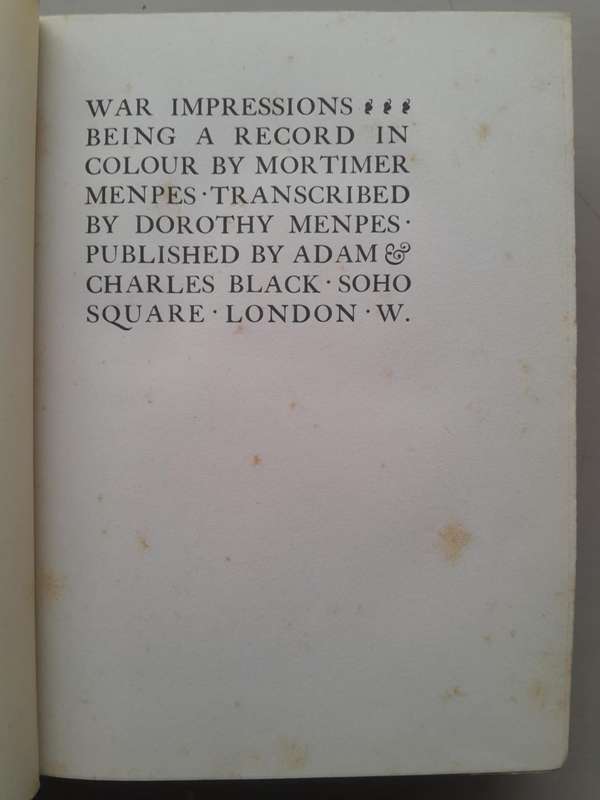 WAR IMPRESSIONS
BEING A RECORD IN
COLOUR BY MORTIMER
MENPES · TRANSCRIBED
BY DOROTHY MENPES ·
PUBLISHED BY ADAM &
CHARLES BLACK · SOHO
SQUARE · LONDON · W.